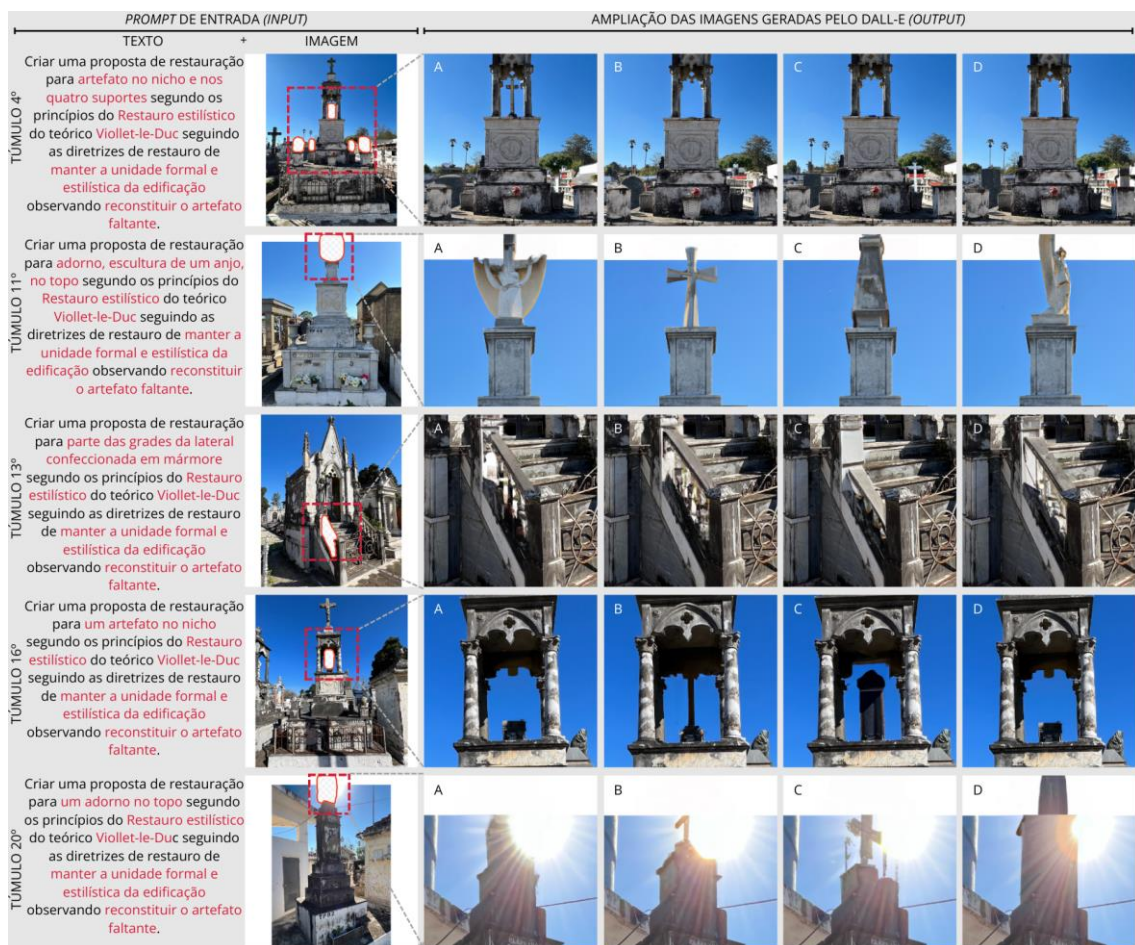 PROMPT DE ENTRADA (INPUT)
AMPLIAÇÃO DAS IMAGENS GERADAS PELO DALL-E (OUTPUT)
TEXTO + IMAGEM
TÚMULO 4º
Criar uma proposta de restauração
para artefato no nicho e nos
quatro suportes segundo os
princípios do Restauro estilístico
do teórico Viollet-le-Duc seguindo
as diretrizes de restauro de
manter a unidade formal e
estilística da edificação
observando reconstituir o artefato
faltante.
A B C D
TÚMULO 11º
Criar uma proposta de restauração
para adorno, escultura de um anjo,
no topo segundo os princípios do
Restauro estilístico do teórico
Viollet-le-Duc seguindo as
diretrizes de restauro de manter a
unidade formal e estilística da
edificação observando reconstituir
o artefato faltante.
A B C D
TÚMULO 13º
Criar uma proposta de restauração
para parte das grades da lateral
confeccionada em mármore
segundo os princípios do Restauro
estilístico do teórico Viollet-le-Duc
seguindo as diretrizes de restauro
de manter a unidade formal e
estilística da edificação
observando reconstituir o artefato
faltante.
A B C D
TÚMULO 16º
Criar uma proposta de restauração
para um artefato no nicho
segundo os princípios do Restauro
estilístico do teórico Viollet-le-Duc
seguindo as diretrizes de restauro
de manter a unidade formal e
estilística da edificação
observando reconstituir o artefato
faltante.
A B C D
TÚMULO 20º
Criar uma proposta de restauração
para um adorno no topo segundo
os princípios do Restauro estilístico
do teórico Viollet-le-Duc seguindo
as diretrizes de restauro de
manter a unidade formal e
estilística da edificação
observando reconstituir o artefato
faltante.
A B C D